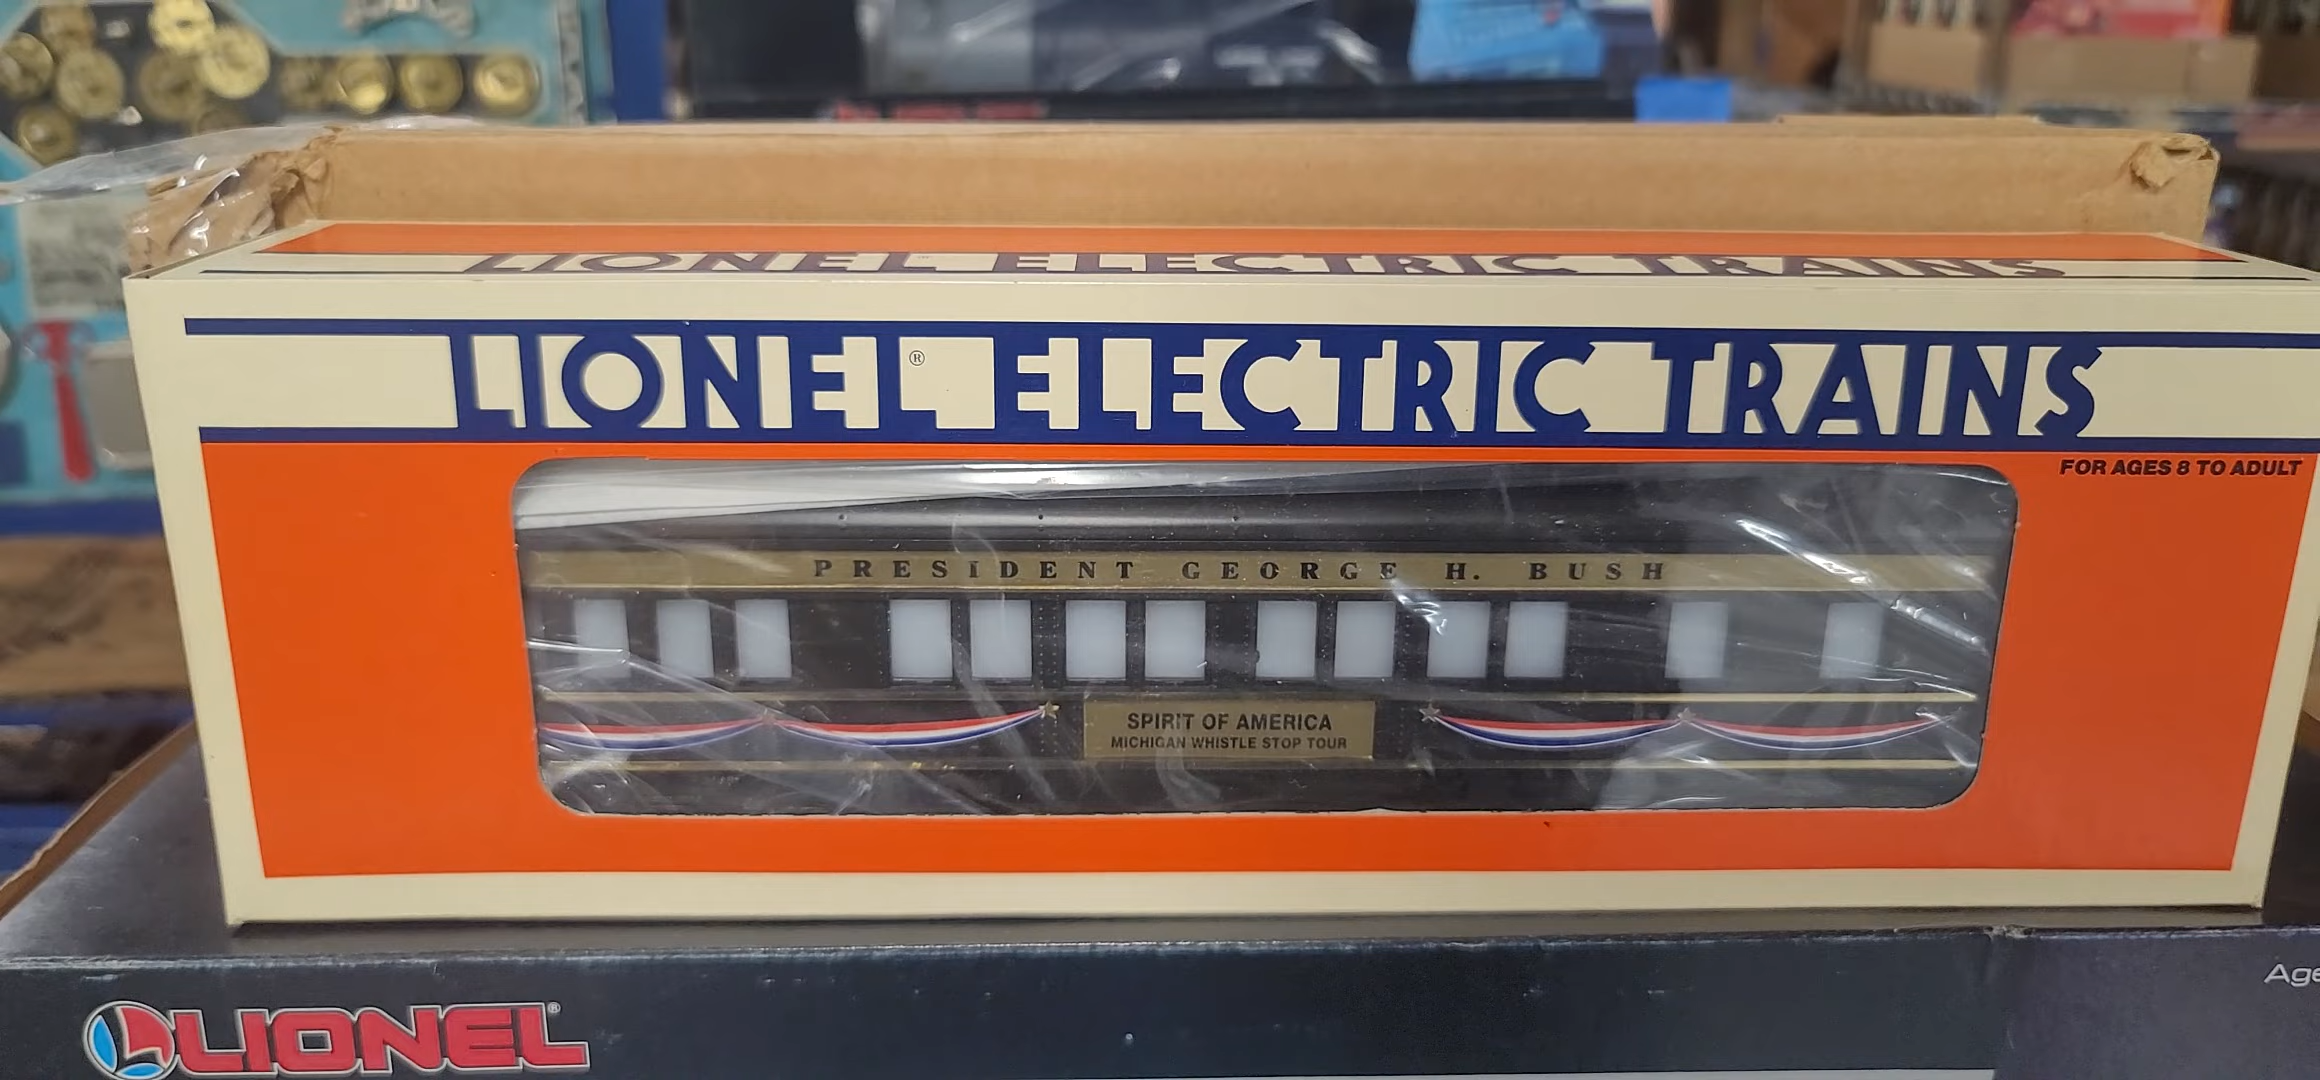 LIONEL ELECTRIC TRAINS
LIONEL® ELECTRIC TRAINS
FOR AGES 8 TO ADULT
PRESIDENT GEORGE H. BUSH
SPIRIT OF AMERICA
MICHIGAN WHISTLE STOP TOUR
LIONEL®